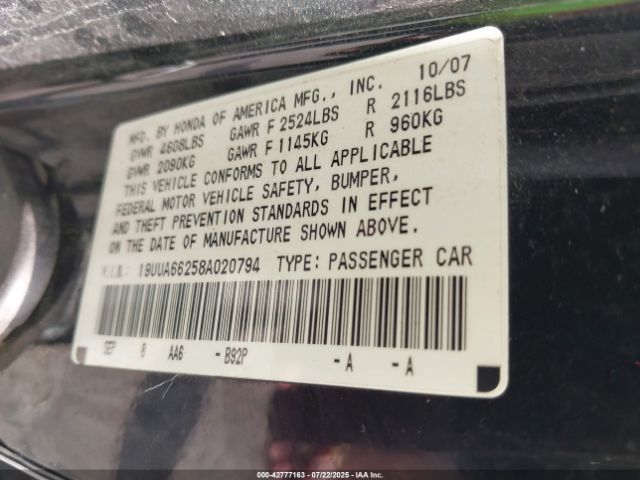 MFD. BY HONDA OF AMERICA MFG., INC. 10/07
GVWR 4608LBS GAWR F 2524LBS R 2116LBS
GVWR 2090KG GAWR F 1145KG R 960KG
THIS VEHICLE CONFORMS TO ALL APPLICABLE
FEDERAL MOTOR VEHICLE SAFETY, BUMPER,
AND THEFT PREVENTION STANDARDS IN EFFECT
ON THE DATE OF MANUFACTURE SHOWN ABOVE.
V.I.N.: 19UUA66258A020794 TYPE: PASSENGER CAR
SEP 8 AA6 -B92P -A -A
000-42777163 | 07/22/2025 | IAA Inc.